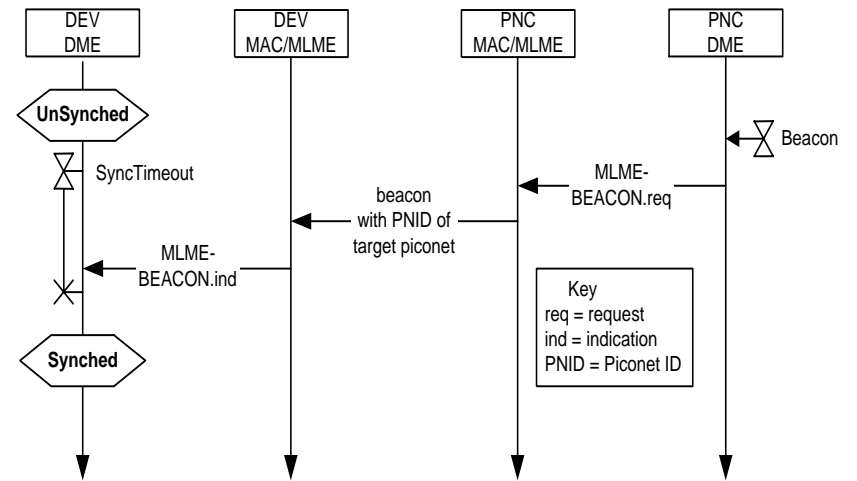 DEV
DME
DEV
MAC/MLME
PNC
MAC/MLME
PNC
DME
UnSynched
Beacon
SyncTimeout
MLME-
BEACON.req
beacon
with PNID of
target piconet
MLME-
BEACON.ind
Key
req = request
ind = indication
PNID = Piconet ID
Synched